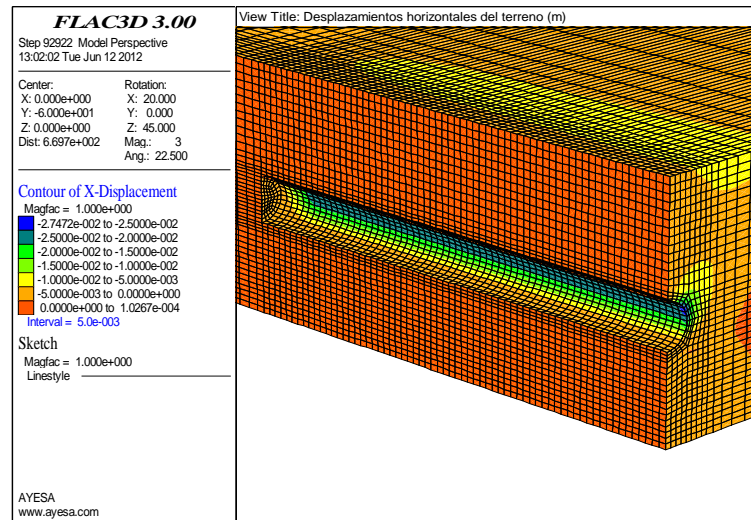 FLAC3D 3.00
Step 92922  Model Perspective
13:02:02 Tue Jun 12 2012
Center:
X: 0.000e+000
Y: -6.000e+001
Z: 0.000e+000
Dist: 6.697e+002
Rotation:
X:  20.000
Y:   0.000
Z:  45.000
Mag.:      3
Ang.:  22.500
Contour of X-Displacement
Magfac =  1.000e+000
-2.7472e-002 to -2.5000e-002
-2.5000e-002 to -2.0000e-002
-2.0000e-002 to -1.5000e-002
-1.5000e-002 to -1.0000e-002
-1.0000e-002 to -5.0000e-003
-5.0000e-003 to  0.0000e+000
0.0000e+000 to  1.0267e-004
Interval =  5.0e-003
Sketch
Magfac =  1.000e+000
Linestyle
AYESA
www.ayesa.com
View Title: Desplazamientos horizontales del terreno (m)